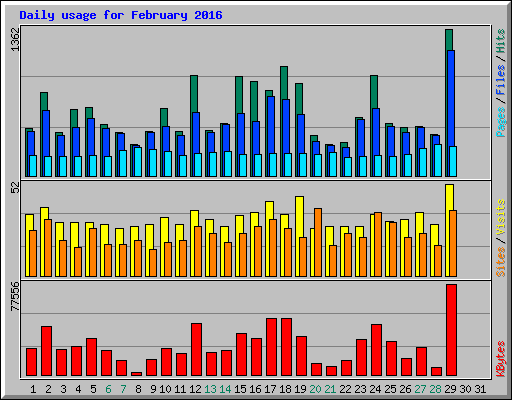 Daily usage for February 2016
1362
Pages / Files / Hits
52
Sites / Visits
77556
KBytes
1 2 3 4 5 6 7 8 9 10 11 12 13 14 15 16 17 18 19 20 21 22 23 24 25 26 27 28 29 30 31